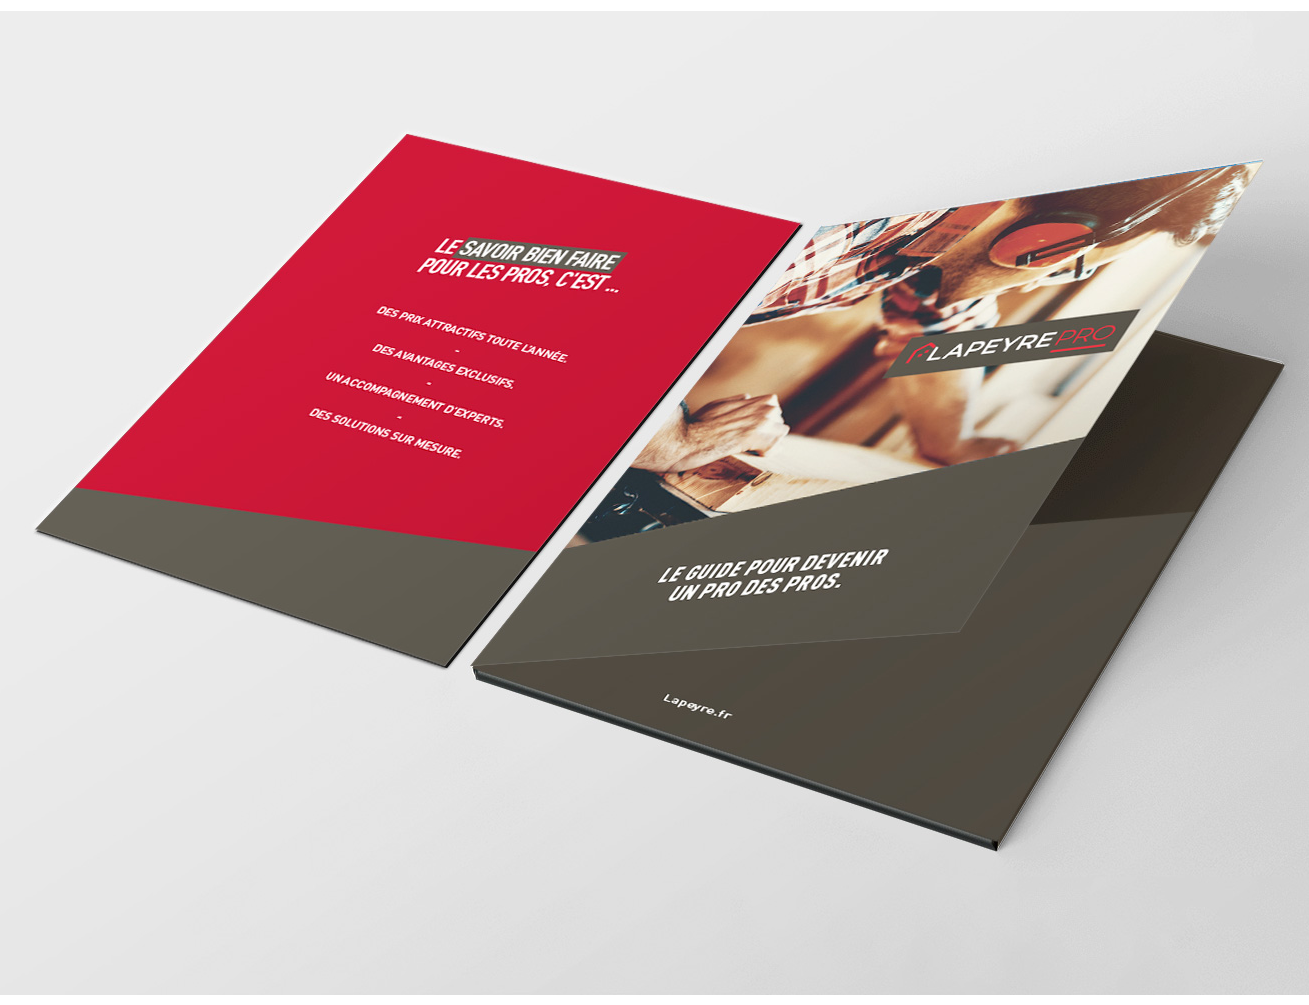 LE SAVOIR BIEN FAIRE
POUR LES PROS, C'EST ...
DES PRIX ATTRACTIFS TOUTE L'ANNÉE.
-
DES AVANTAGES EXCLUSIFS.
-
UN ACCOMPAGNEMENT D'EXPERTS.
-
DES SOLUTIONS SUR MESURE.
LAPEYRE PRO
LE GUIDE POUR DEVENIR
UN PRO DES PROS.
Lapeyre.fr